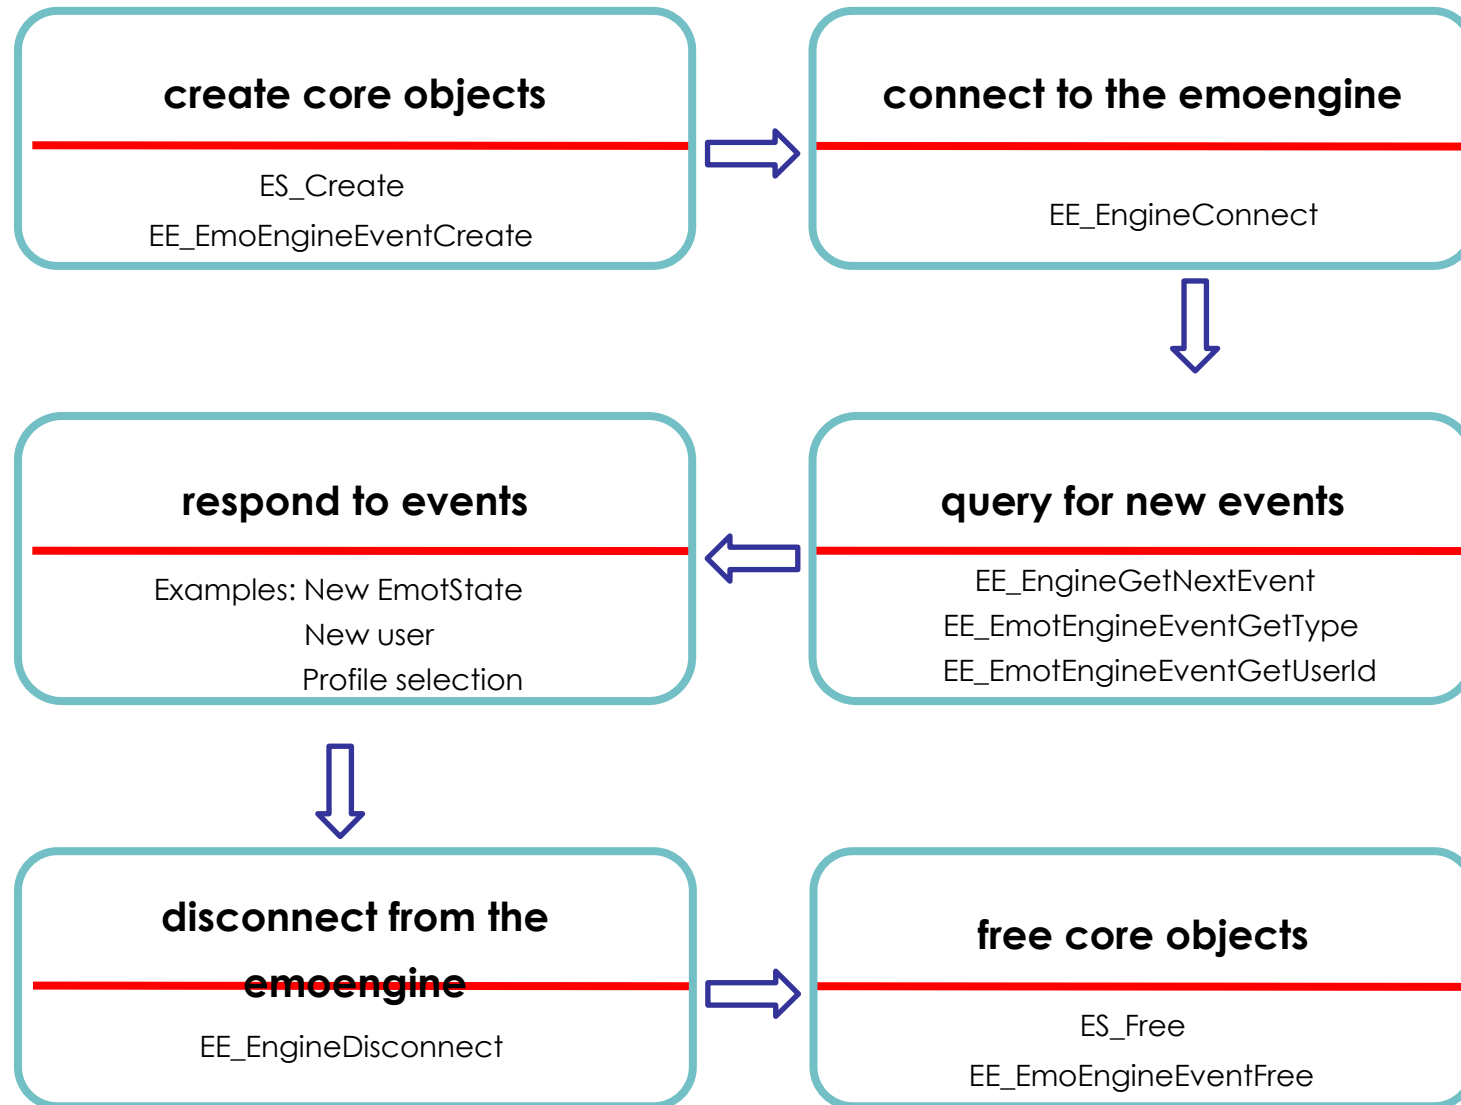 create core objects
ES_Create
EE_EmoEngineEventCreate
connect to the emoengine
EE_EngineConnect
respond to events
Examples: New EmotState
New user
Profile selection
query for new events
EE_EngineGetNextEvent
EE_EmotEngineEventGetType
EE_EmotEngineEventGetUserId
disconnect from the
emoengine
EE_EngineDisconnect
free core objects
ES_Free
EE_EmoEngineEventFree